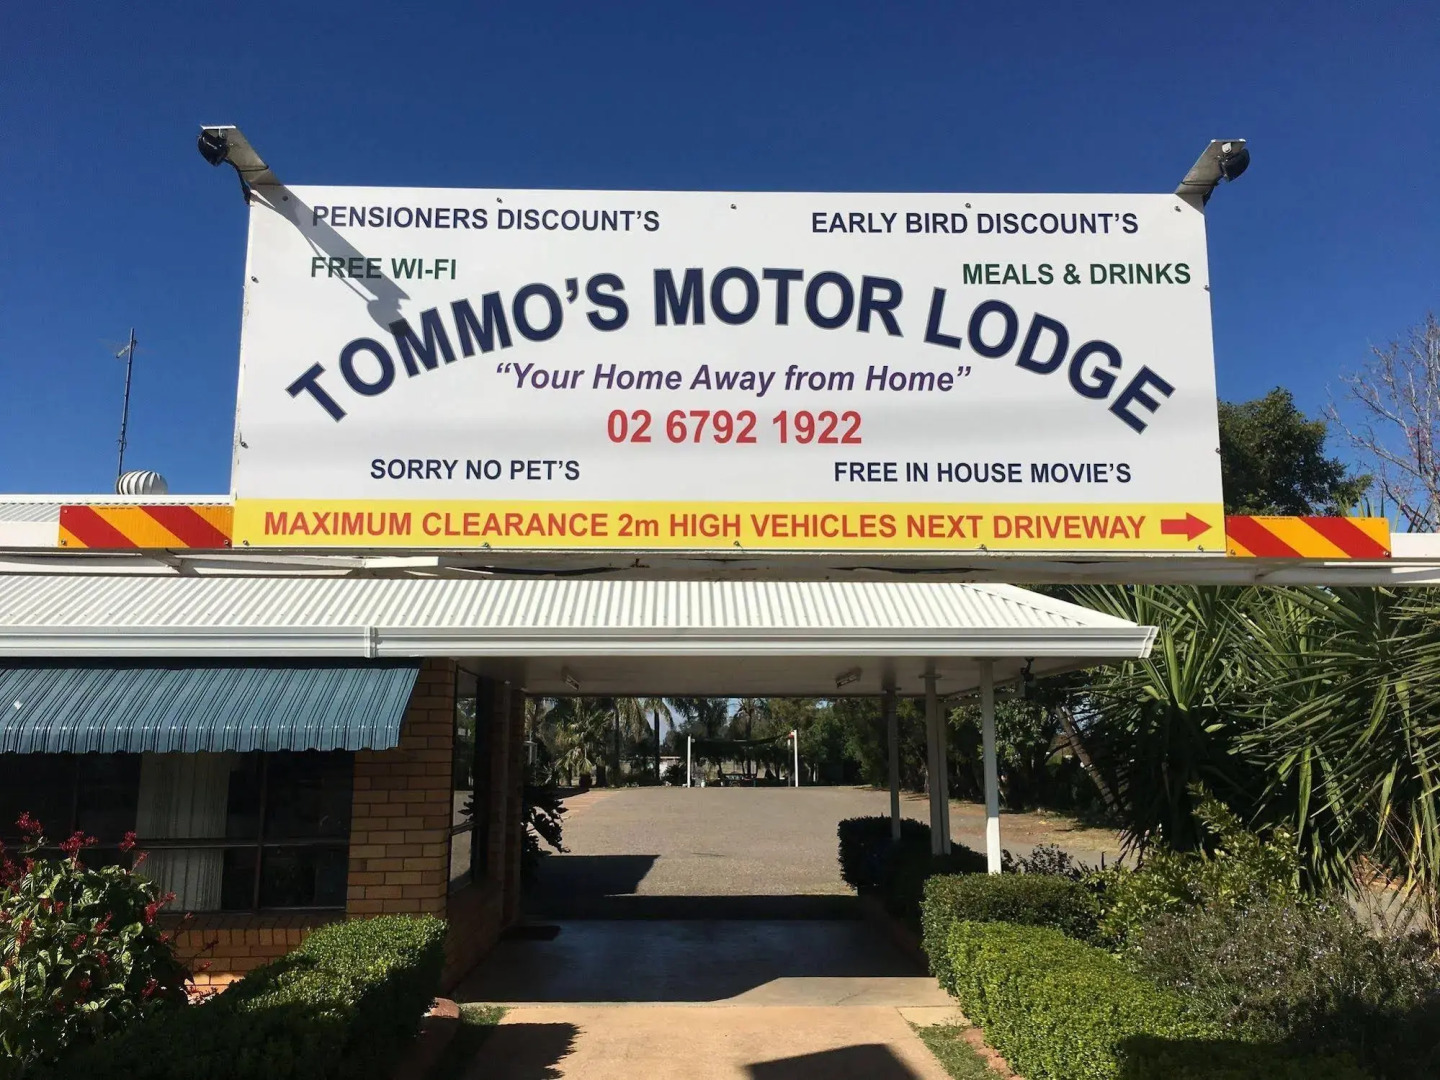 PENSIONERS DISCOUNT'S
EARLY BIRD DISCOUNT'S
FREE WI-FI
MEALS & DRINKS
TOMMO'S MOTOR LODGE
"Your Home Away from Home"
02 6792 1922
SORRY NO PET'S
FREE IN HOUSE MOVIE'S
MAXIMUM CLEARANCE 2m HIGH VEHICLES NEXT DRIVEWAY